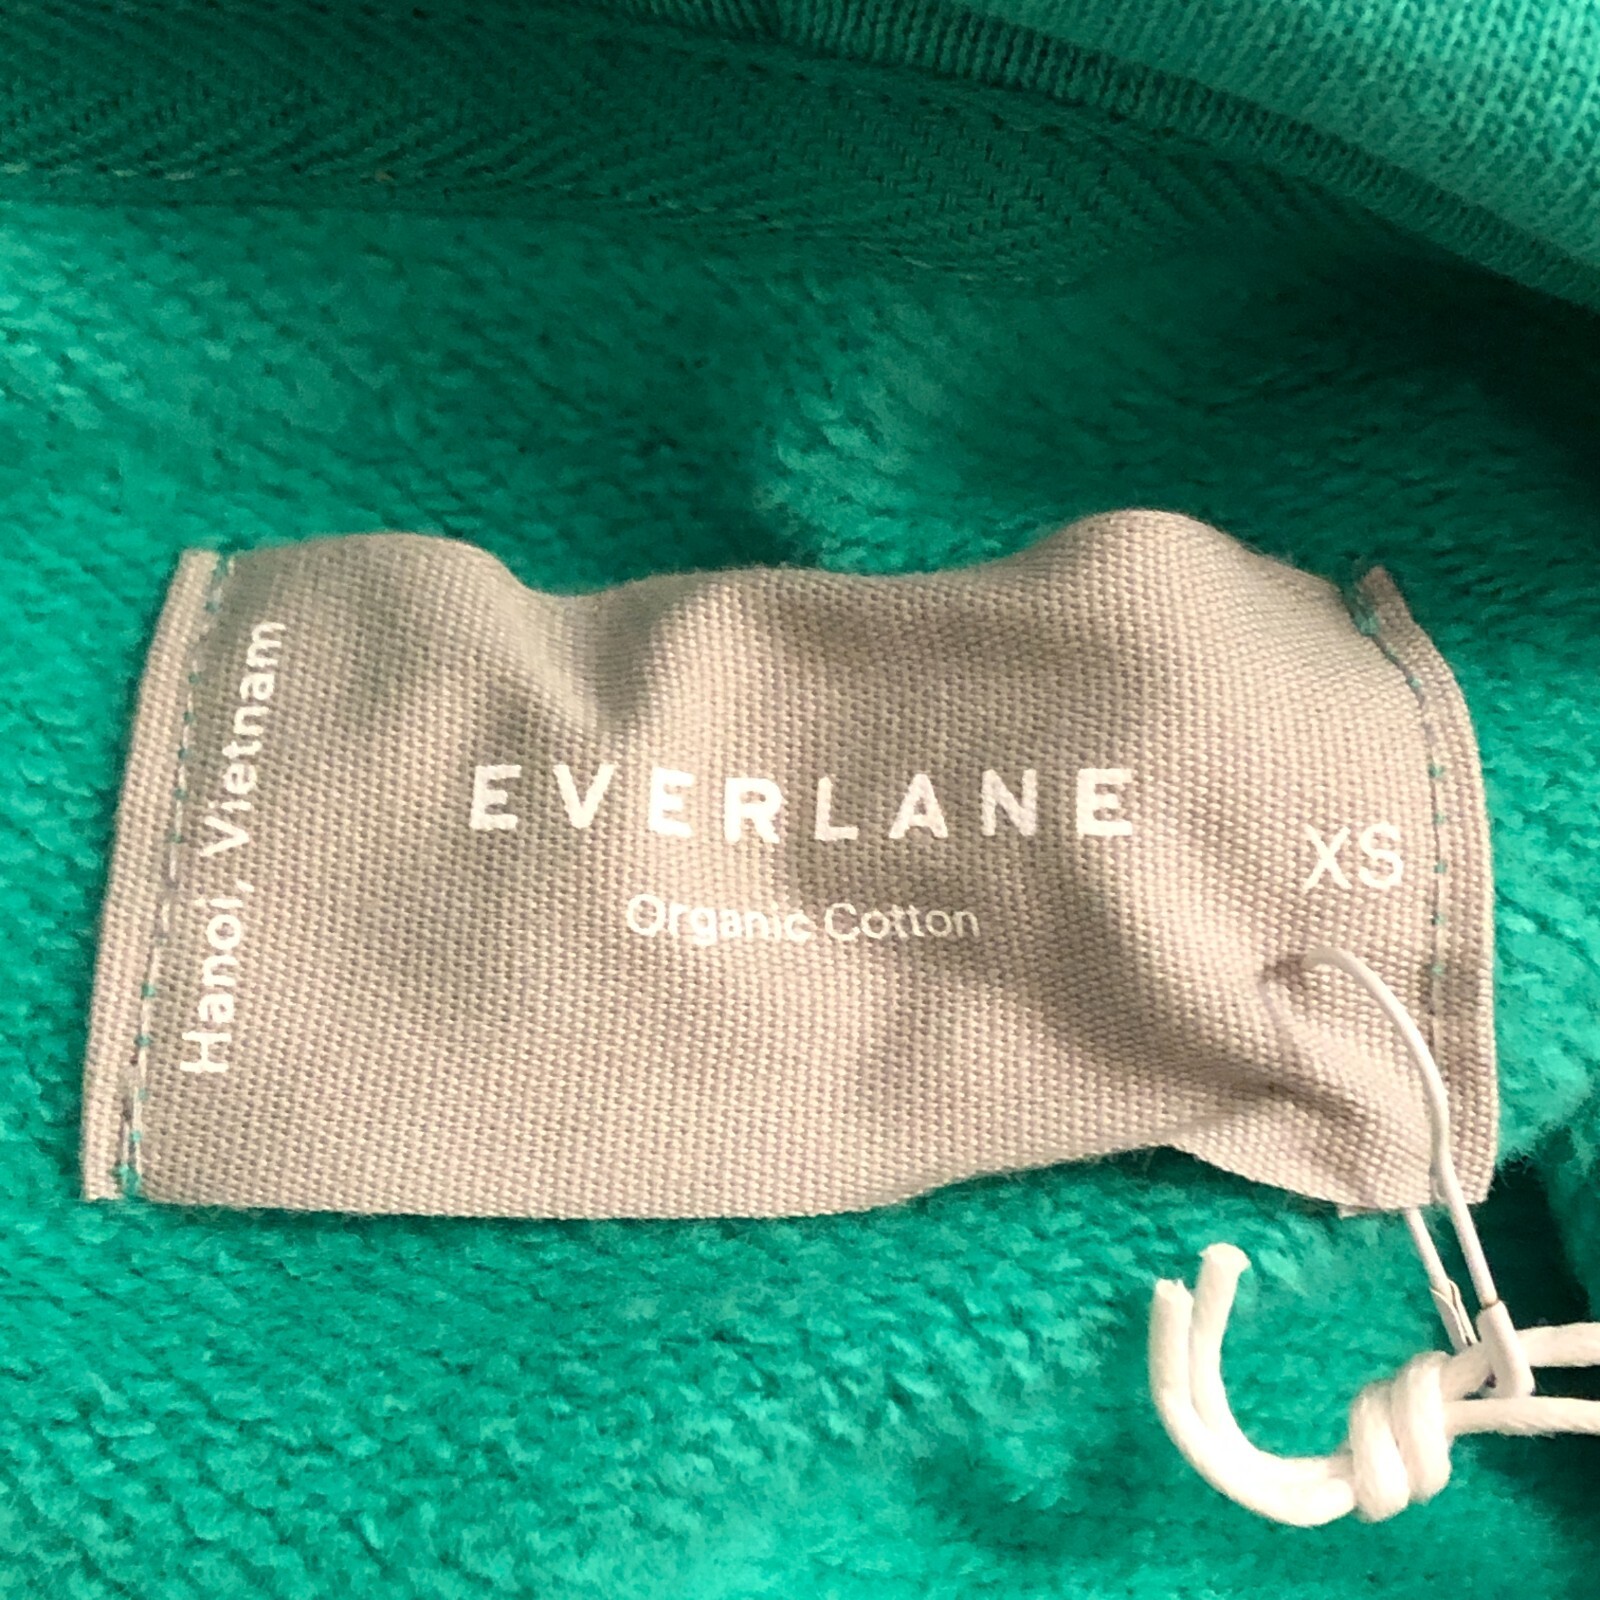 Hanoi, Vietnam
EVERLANE
Organic Cotton
XS